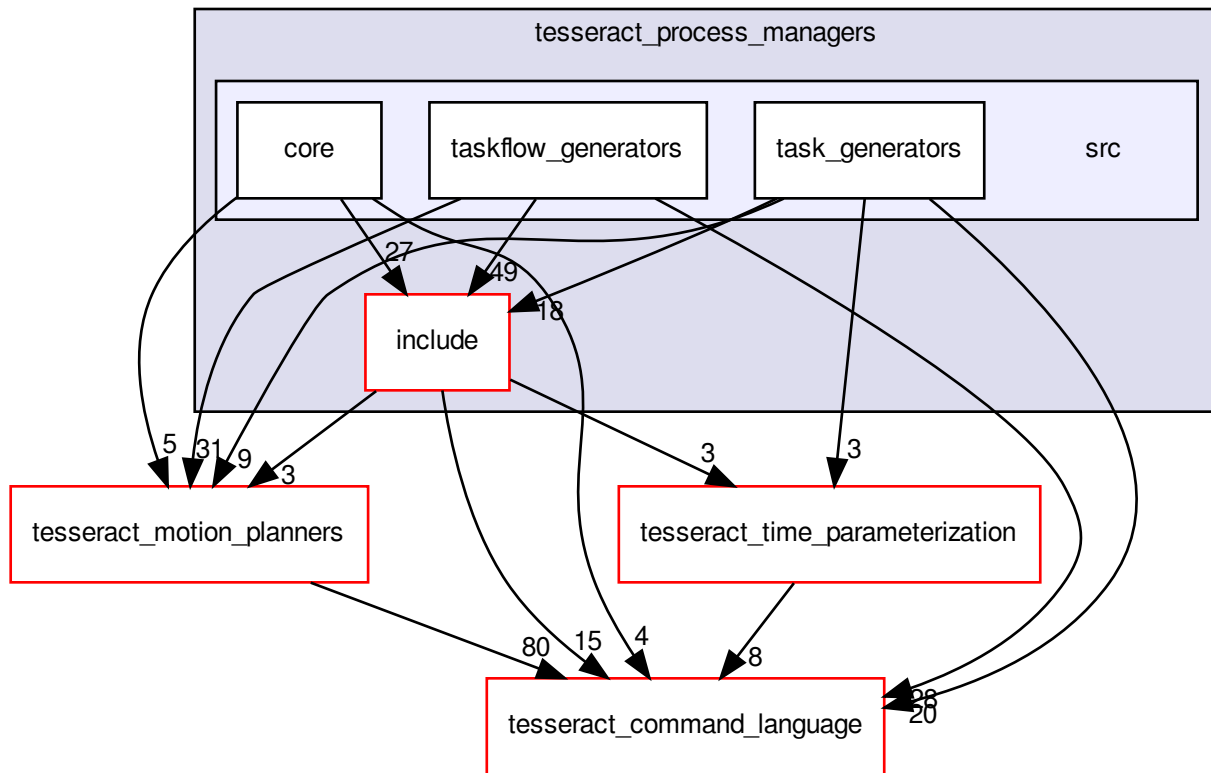 tesseract_process_managers
core
taskflow_generators
task_generators
src
27
49
18
include
5
31
9
3
3
3
tesseract_motion_planners
tesseract_time_parameterization
80
15
4
8
28
20
tesseract_command_language